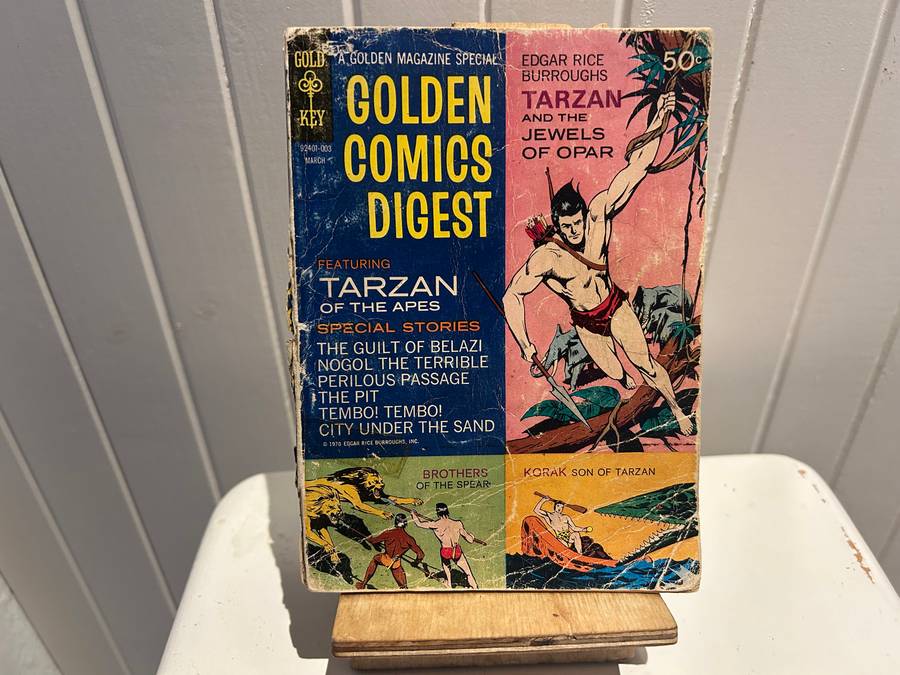 GOLD
KEY
92401-003
MARCH
A GOLDEN MAGAZINE SPECIAL
GOLDEN
COMICS
DIGEST
FEATURING
TARZAN
OF THE APES
SPECIAL STORIES
THE GUILT OF BELAZI
NOGOL THE TERRIBLE
PERILOUS PASSAGE
THE PIT
TEMBO! TEMBO!
CITY UNDER THE SAND
© 1970 EDGAR RICE BURROUGHS, INC.
50¢
EDGAR RICE
BURROUGHS
TARZAN
AND THE
JEWELS
OF OPAR
BROTHERS
OF THE SPEAR
KORAK SON OF TARZAN